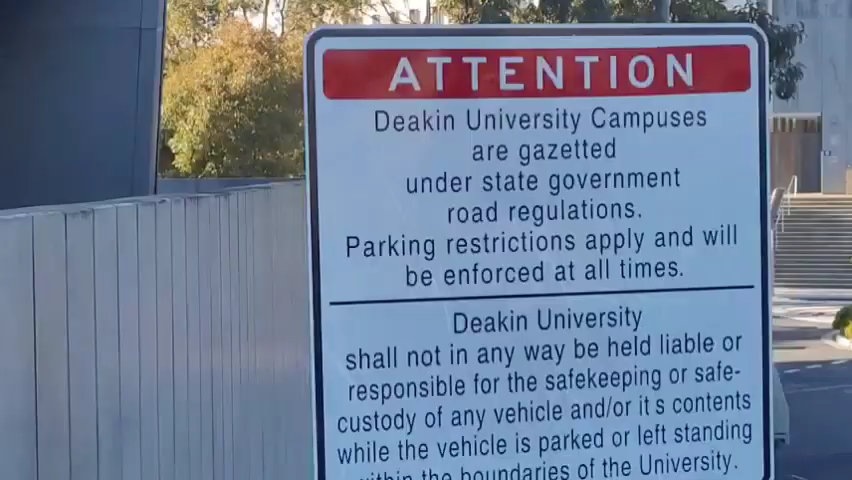 ATTENTION
Deakin University Campuses
are gazetted
under state government
road regulations.
Parking restrictions apply and will
be enforced at all times.
Deakin University
shall not in any way be held liable or
responsible for the safekeeping or safe-
custody of any vehicle and/or it s contents
while the vehicle is parked or left standing
within the boundaries of the University.